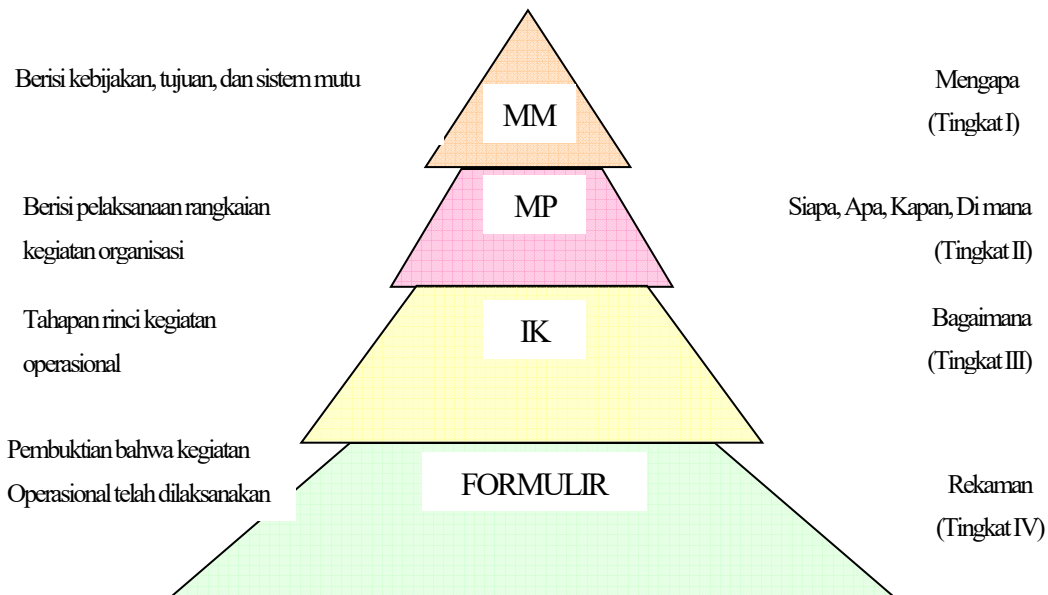 Berisi kebijakan, tujuan, dan sistem mutu
MM
Mengapa
(Tingkat I)
Berisi pelaksanaan rangkaian
kegiatan organisasi
MP
Siapa, Apa, Kapan, Di mana
(Tingkat II)
Tahapan rinci kegiatan
operasional
IK
Bagaimana
(Tingkat III)
Pembuktian bahwa kegiatan
Operasional telah dilaksanakan
FORMULIR
Rekaman
(Tingkat IV)